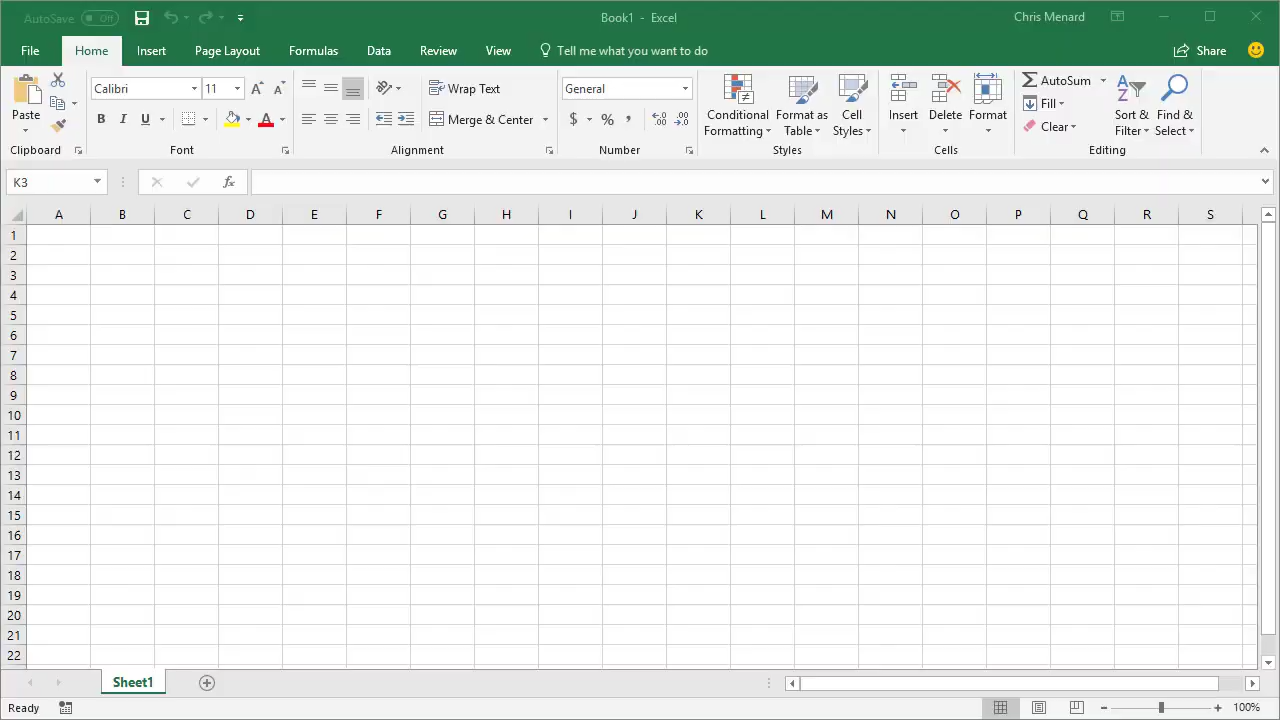 AutoSave Off Book1 - Excel Chris Menard
File Home Insert Page Layout Formulas Data Review View Tell me what you want to do Share
Paste Calibri 11 Wrap Text General Conditional Formatting Format as Table Cell Styles Insert Delete Format AutoSum Fill Clear Sort & Filter Find & Select
B I U Merge & Center $ % ,
Clipboard Font Alignment Number Styles Cells Editing
K3 fx
A B C D E F G H I J K L M N O P Q R S
1
2
3
4
5
6
7
8
9
10
11
12
13
14
15
16
17
18
19
20
21
22
Sheet1
Ready 100%